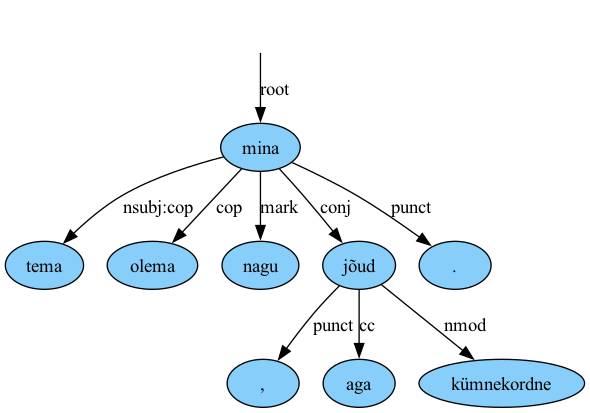 root
mina
nsubj:cop cop mark conj punct
tema olema nagu jõud .
punct cc nmod
, aga kümnekordne